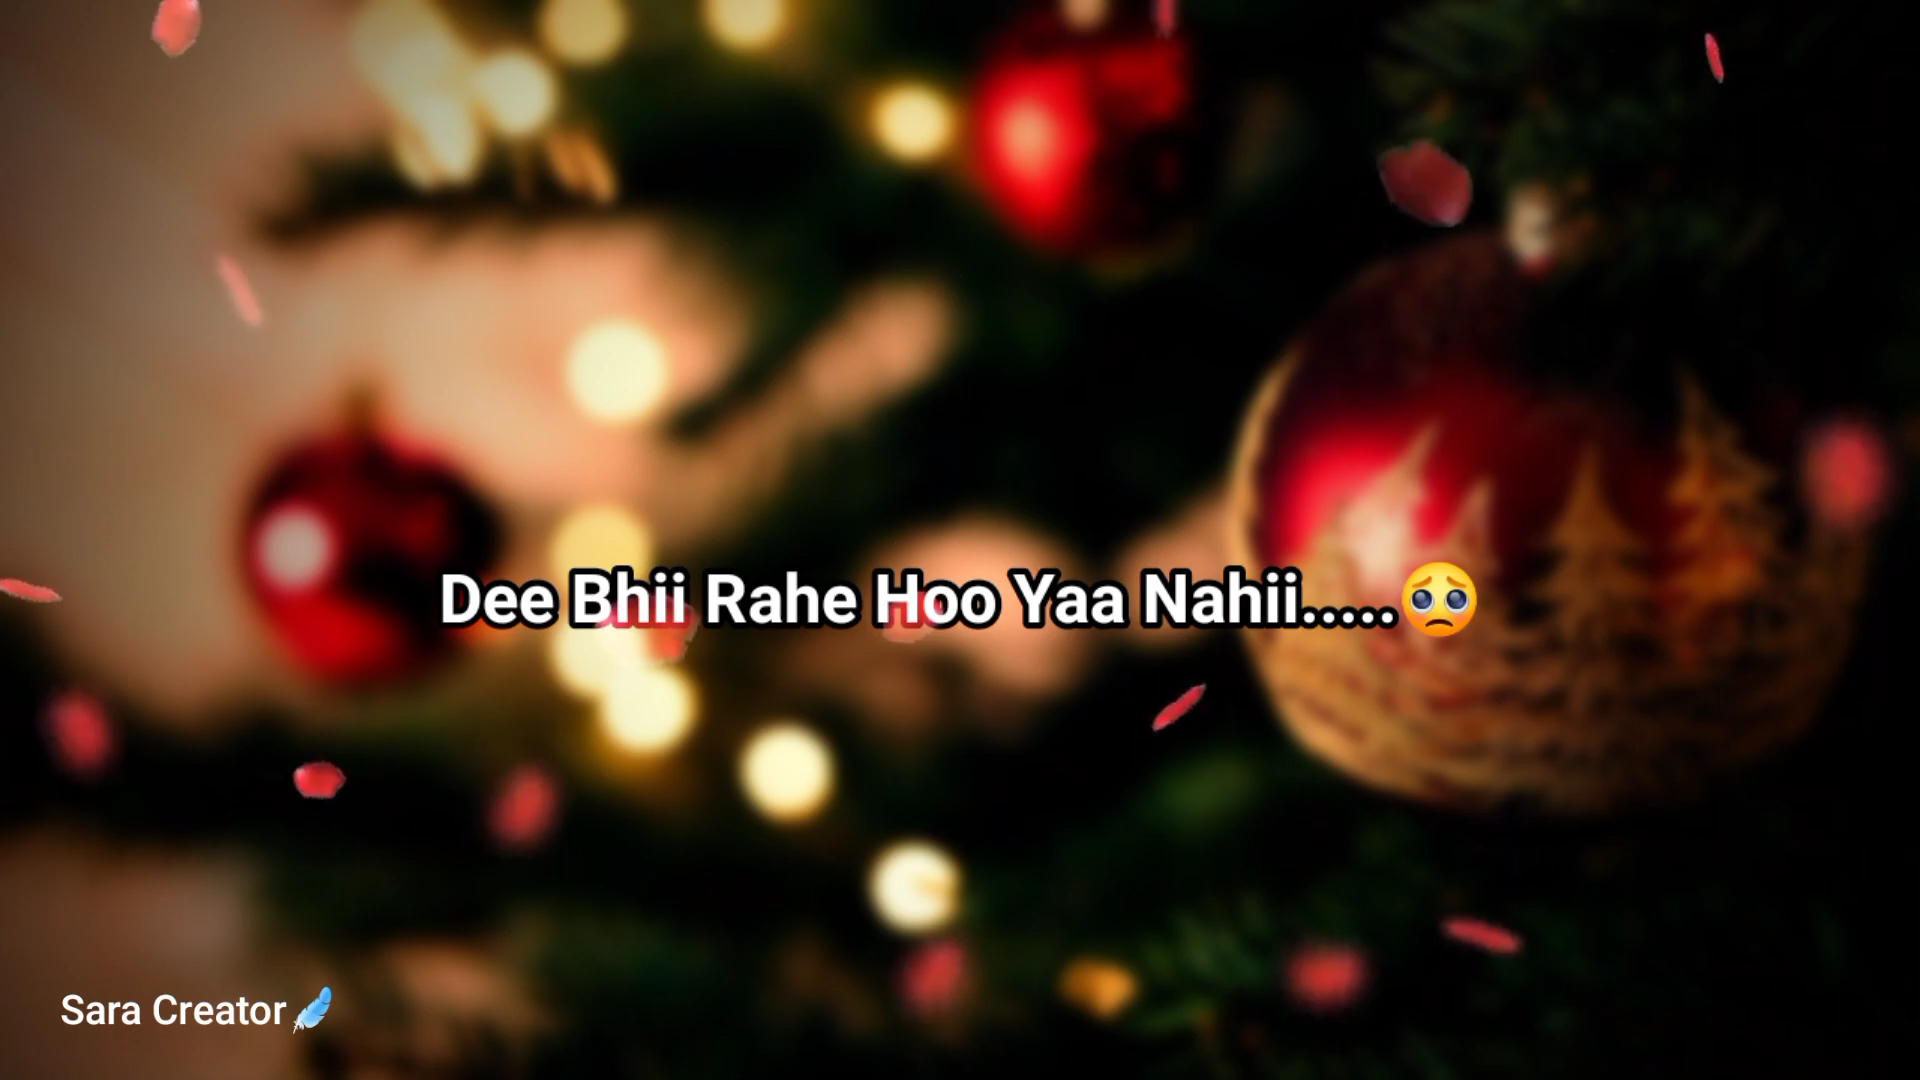 Dee Bhii Rahe Hoo Yaa Nahii.....🥺
Sara Creator🪶